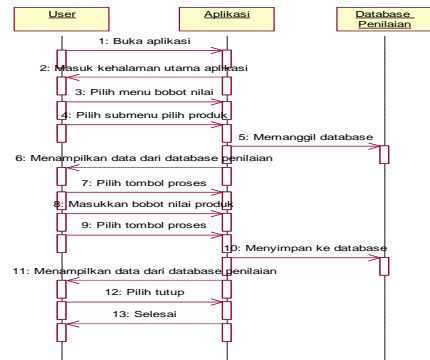 User
Aplikasi
Database
Penilaian
1: Buka aplikasi
2: Masuk kehalaman utama aplikasi
3: Pilih menu bobot nilai
4: Pilih submenu pilih produk
5: Memanggil database
6: Menampilkan data dari database penilaian
7: Pilih tombol proses
8: Masukkan bobot nilai produk
9: Pilih tombol proses
10: Menyimpan ke database
11: Menampilkan data dari database penilaian
12: Pilih tutup
13: Selesai